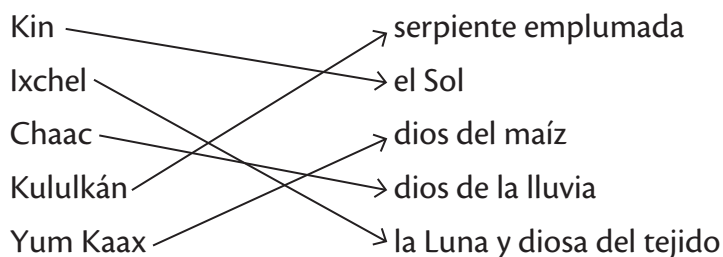 Kin serpiente emplumada
Ixchel el Sol
Chaac dios del maíz
Kululkán dios de la lluvia
Yum Kaax la Luna y diosa del tejido